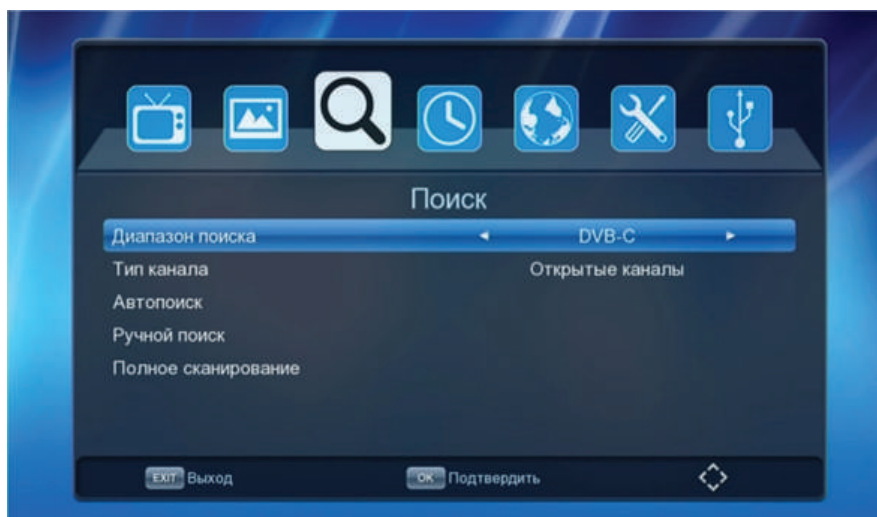 Поиск
Диапазон поиска DVB-C
Тип канала Открытые каналы
Автопоиск
Ручной поиск
Полное сканирование
EXIT Выход OK Подтвердить